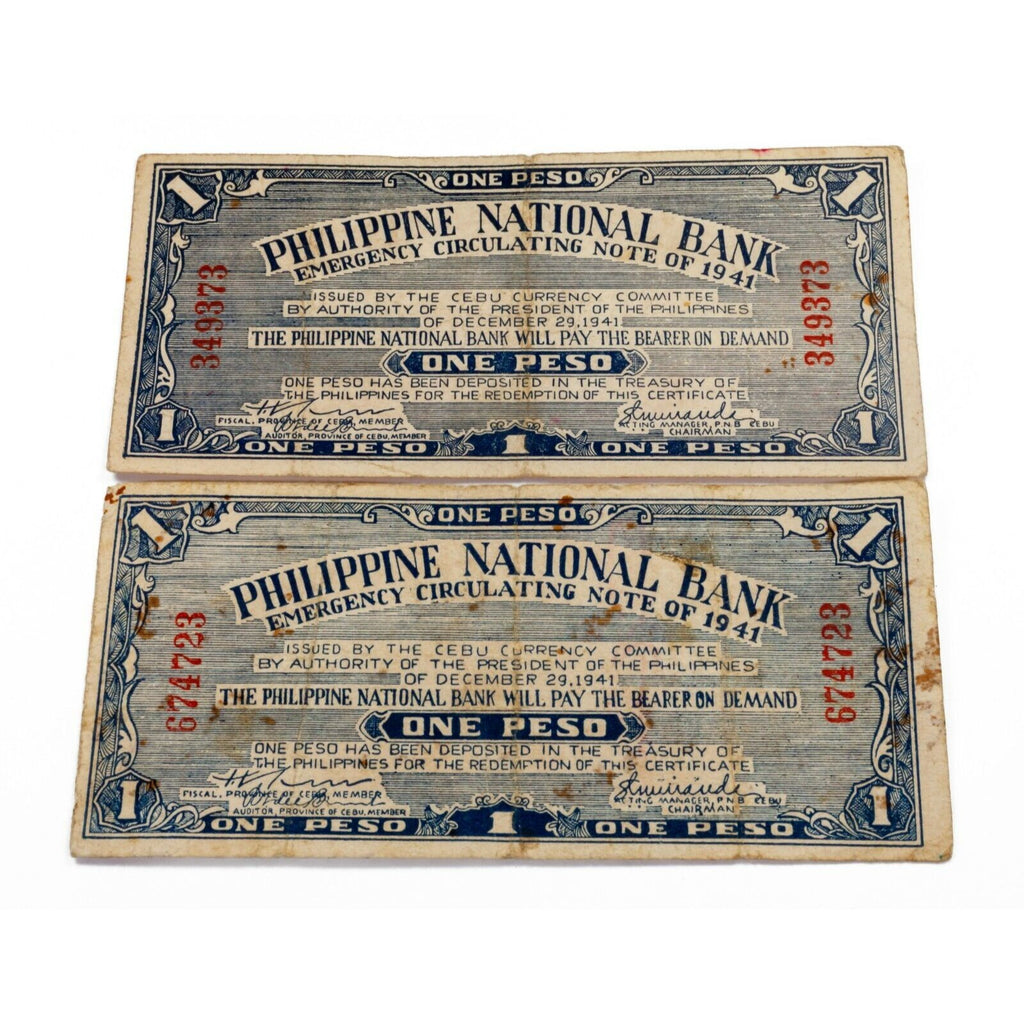 1 ONE PESO 1
PHILIPPINE NATIONAL BANK
EMERGENCY CIRCULATING NOTE OF 1941
349373
349373
ISSUED BY THE CEBU CURRENCY COMMITTEE
BY AUTHORITY OF THE PRESIDENT OF THE PHILIPPINES
OF DECEMBER 29,1941
THE PHILIPPINE NATIONAL BANK WILL PAY THE BEARER ON DEMAND
ONE PESO
ONE PESO HAS BEEN DEPOSITED IN THE TREASURY OF
THE PHILIPPINES FOR THE REDEMPTION OF THIS CERTIFICATE
FISCAL, PROVINCE OF CEBU, MEMBER
AUDITOR, PROVINCE OF CEBU, MEMBER
ACTING MANAGER, P.N.B CEBU
CHAIRMAN
1 ONE PESO 1 ONE PESO 1
1 ONE PESO 1
PHILIPPINE NATIONAL BANK
EMERGENCY CIRCULATING NOTE OF 1941
674723
674723
ISSUED BY THE CEBU CURRENCY COMMITTEE
BY AUTHORITY OF THE PRESIDENT OF THE PHILIPPINES
OF DECEMBER 29,1941
THE PHILIPPINE NATIONAL BANK WILL PAY THE BEARER ON DEMAND
ONE PESO
ONE PESO HAS BEEN DEPOSITED IN THE TREASURY OF
THE PHILIPPINES FOR THE REDEMPTION OF THIS CERTIFICATE
FISCAL, PROVINCE OF CEBU, MEMBER
AUDITOR, PROVINCE OF CEBU, MEMBER
ACTING MANAGER, P.N.B CEBU
CHAIRMAN
1 ONE PESO 1 ONE PESO 1